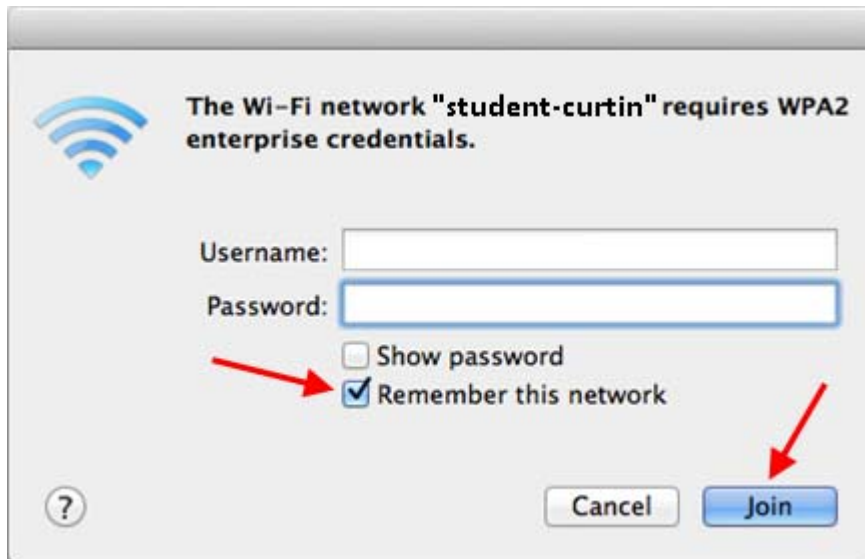 The Wi-Fi network "student-curtin" requires WPA2
enterprise credentials.
Username:
Password:
Show password
Remember this network
?
Cancel
Join